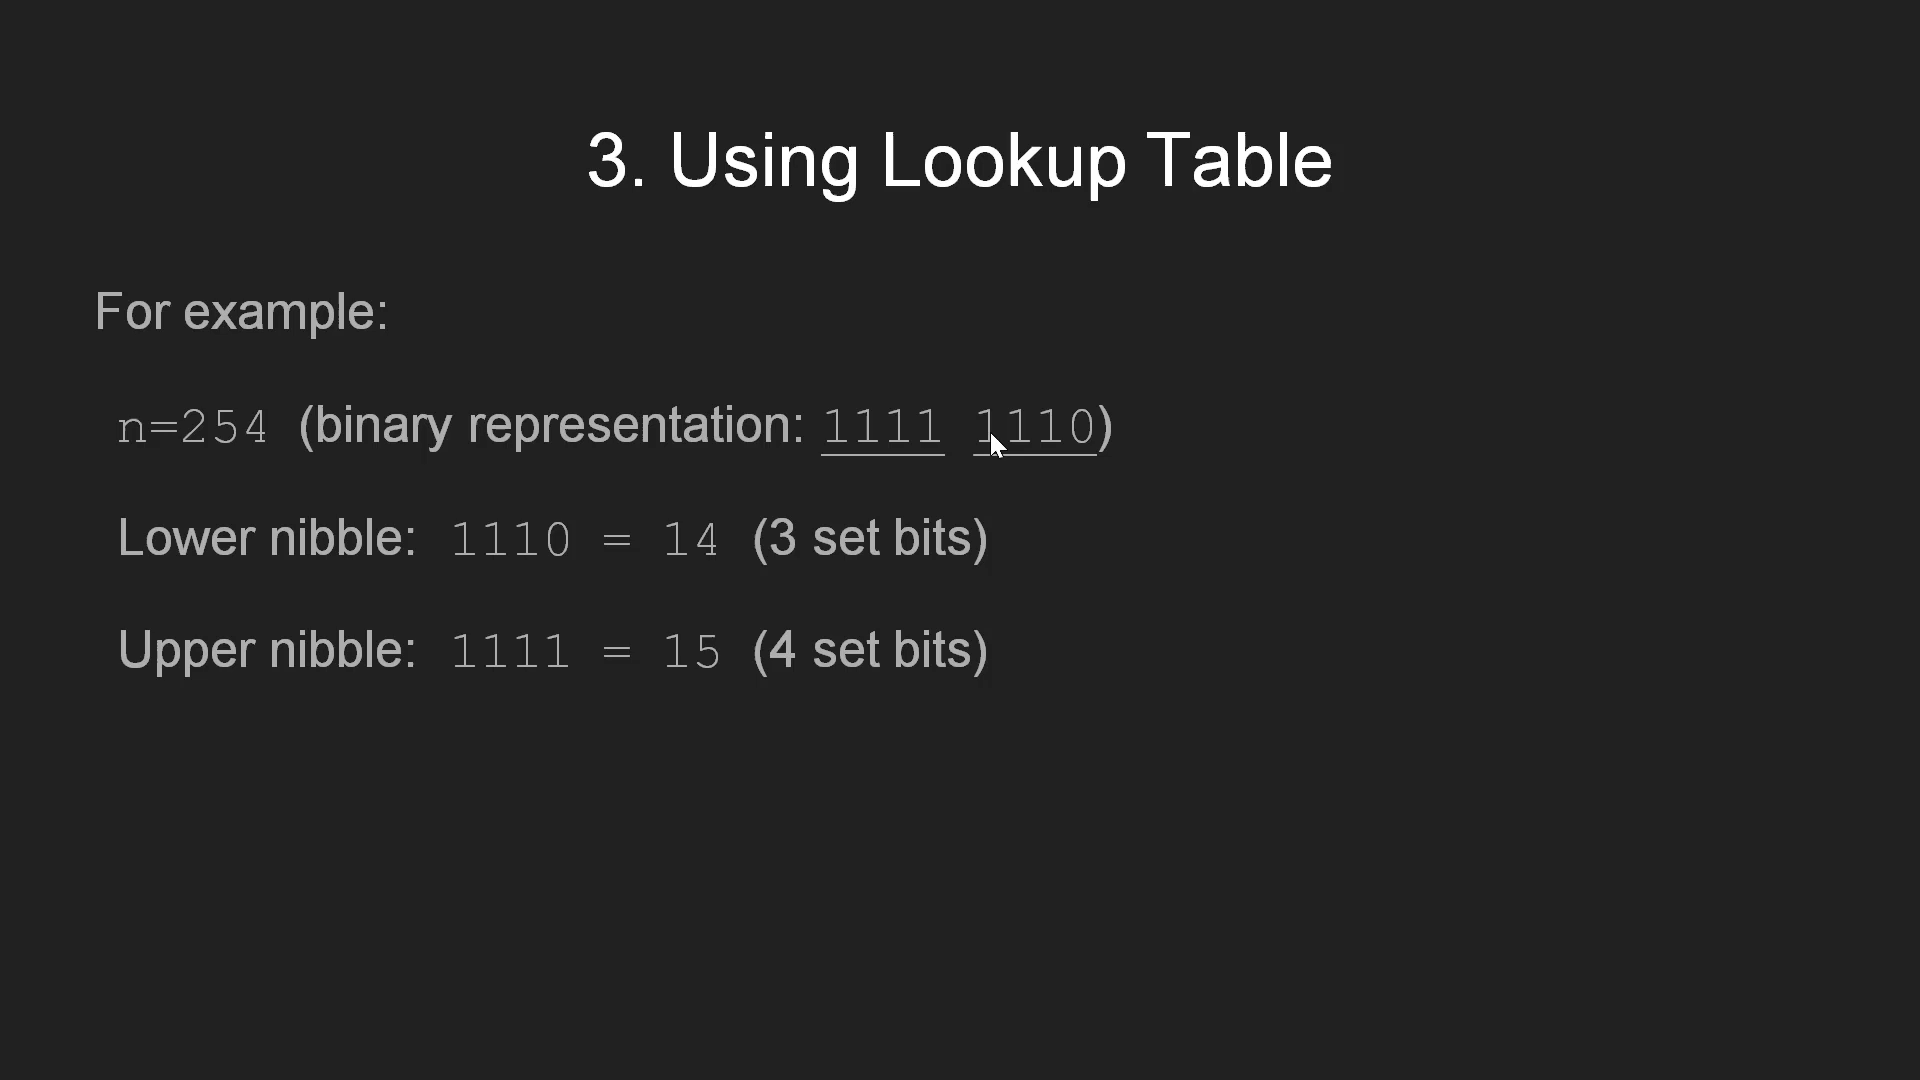 3. Using Lookup Table
For example:
n=254 (binary representation: 1111 1110)
Lower nibble: 1110 = 14 (3 set bits)
Upper nibble: 1111 = 15 (4 set bits)